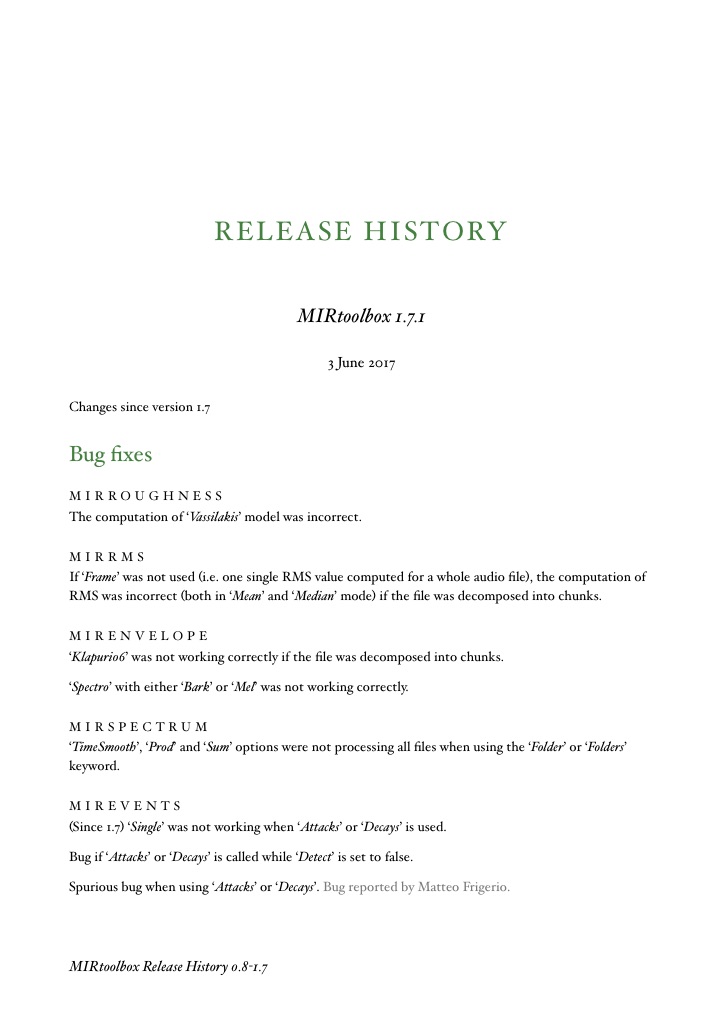 RELEASE HISTORY
MIRtoolbox 1.7.1
3 June 2017
Changes since version 1.7
Bug fixes
MIRROUGHNESS
The computation of ‘Vassilakis’ model was incorrect.
MIRRMS
If ‘Frame’ was not used (i.e. one single RMS value computed for a whole audio file), the computation of
RMS was incorrect (both in ‘Mean’ and ‘Median’ mode) if the file was decomposed into chunks.
MIRENVELOPE
‘Klapuri06’ was not working correctly if the file was decomposed into chunks.
‘Spectro’ with either ‘Bark’ or ‘Mel’ was not working correctly.
MIRSPECTRUM
‘TimeSmooth’, ‘Prod’ and ‘Sum’ options were not processing all files when using the ‘Folder’ or ‘Folders’
keyword.
MIREVENTS
(Since 1.7) ‘Single’ was not working when ‘Attacks’ or ‘Decays’ is used.
Bug if ‘Attacks’ or ‘Decays’ is called while ‘Detect’ is set to false.
Spurious bug when using ‘Attacks’ or ‘Decays’. Bug reported by Matteo Frigerio.
MIRtoolbox Release History 0.8-1.7